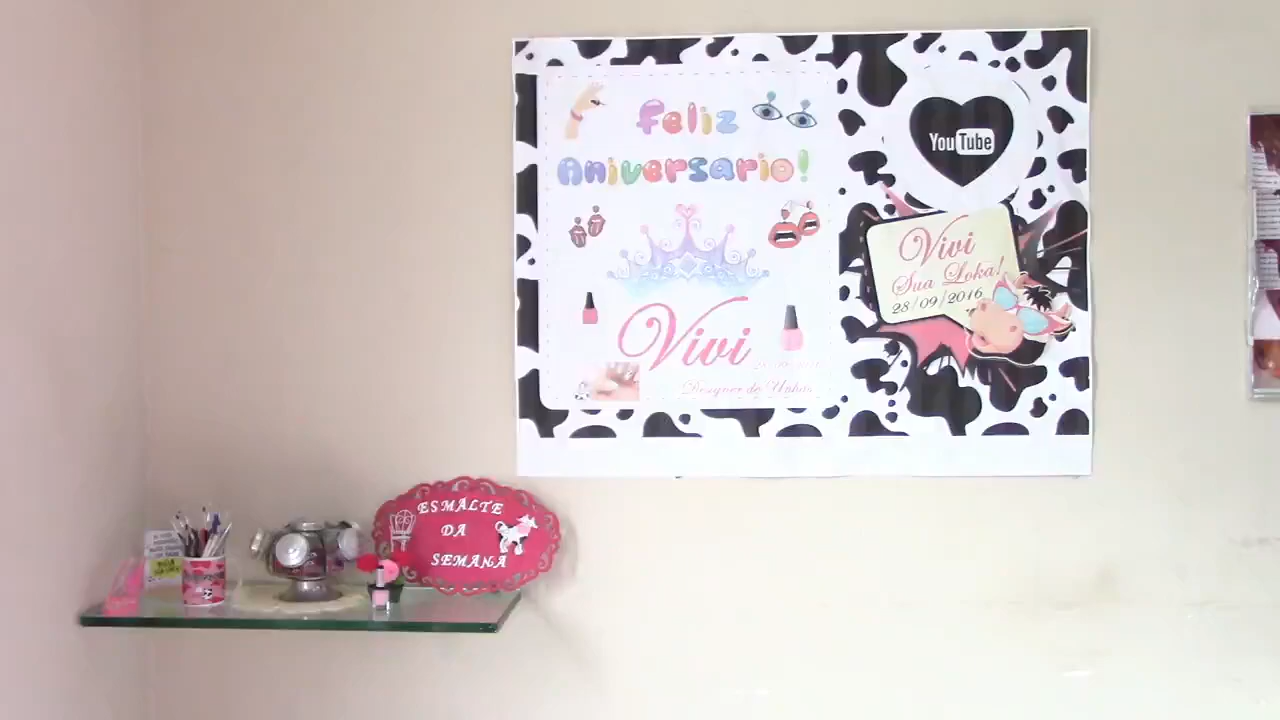 Feliz
Aniversario!
Vivi
Designer de Unhas
YouTube
Vivi
Sua Loka!
28/09/2016
ESMALTE
DA
SEMANA